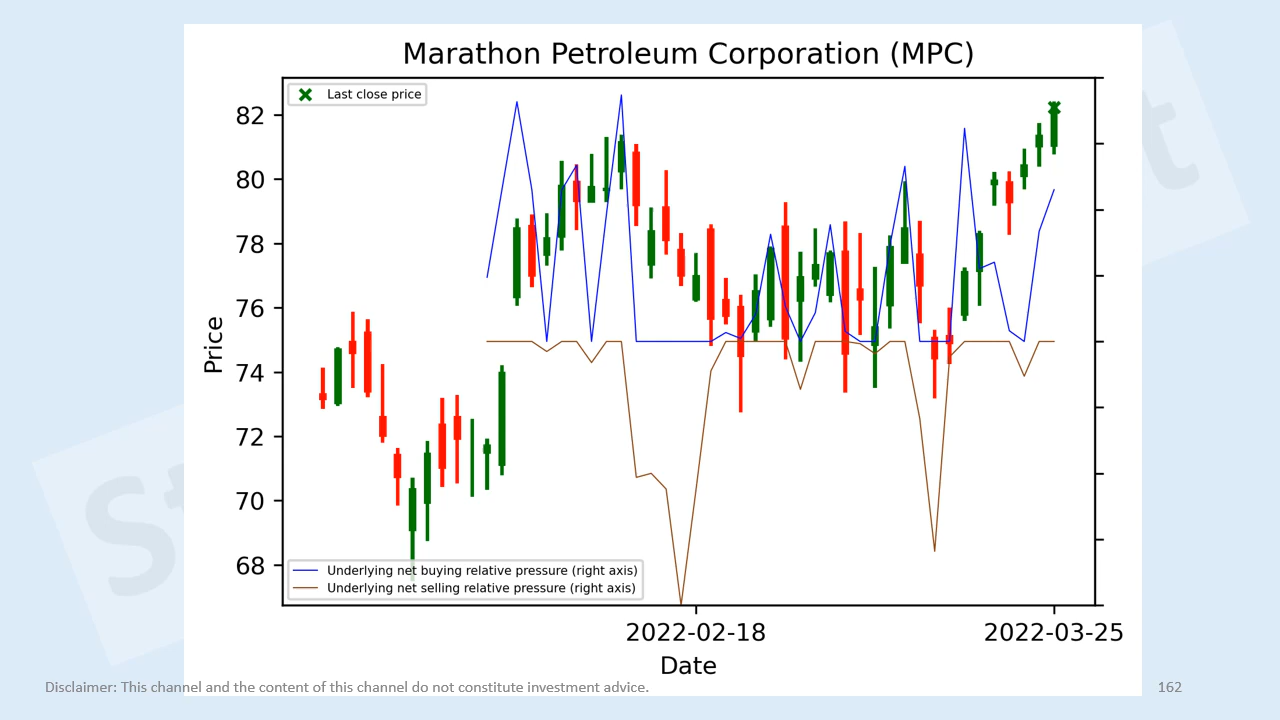 Marathon Petroleum Corporation (MPC)
Last close price
82
80
78
76
74
72
70
68
Price
Underlying net buying relative pressure (right axis)
Underlying net selling relative pressure (right axis)
2022-02-18
2022-03-25
Date
Disclaimer: This channel and the content of this channel do not constitute investment advice.
162